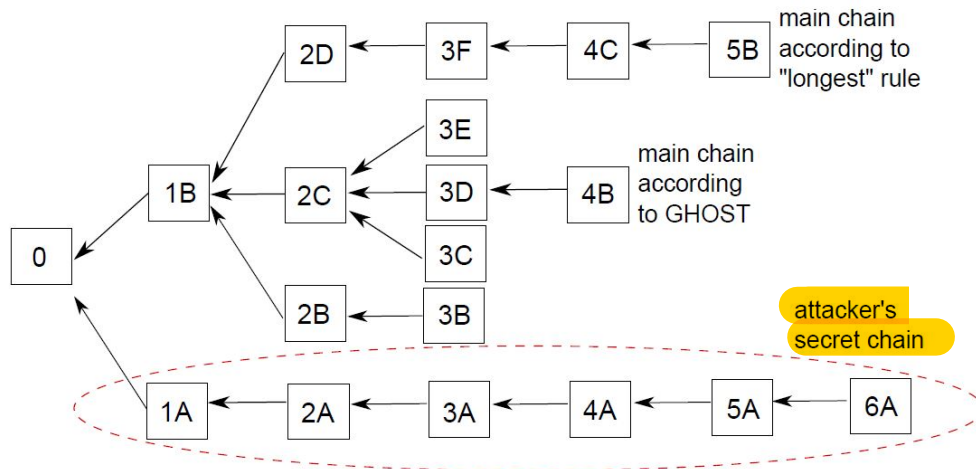 2D
3F
4C
5B
main chain
according to
"longest" rule
3E
1B
2C
3D
4B
main chain
according
to GHOST
0
3C
2B
3B
attacker's
secret chain
1A
2A
3A
4A
5A
6A